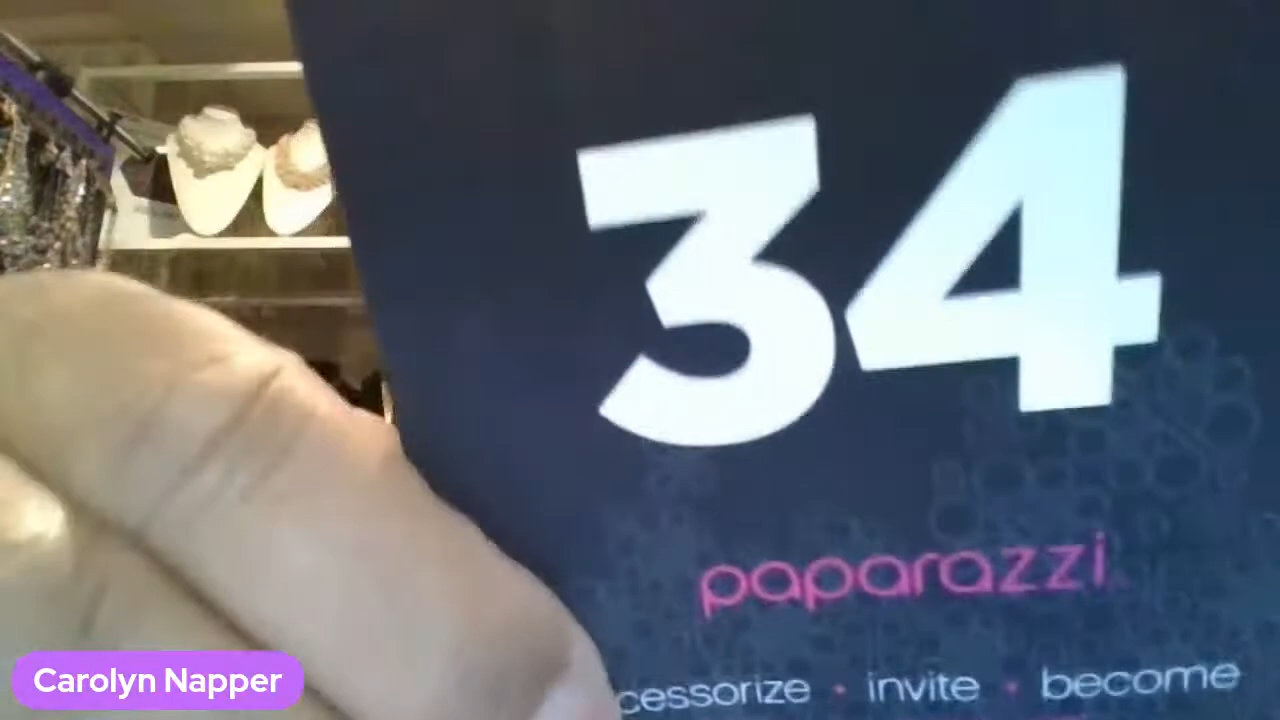 34
paparazzi
cessorize • invite • become
Carolyn Napper